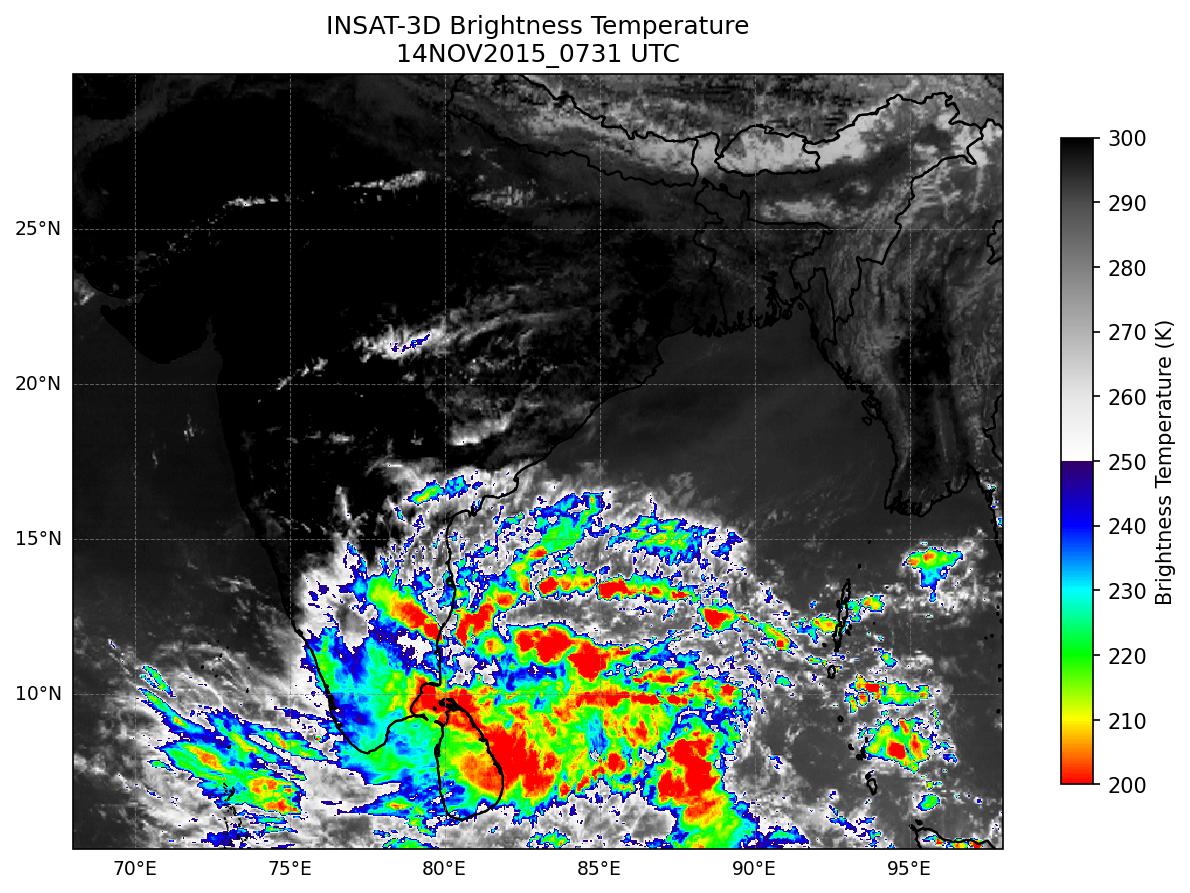 INSAT-3D Brightness Temperature
14NOV2015_0731 UTC
300
290
25°N
280
270
20°N
260
250
15°N
240
230
220
10°N
210
200
Brightness Temperature (K)
70°E 75°E 80°E 85°E 90°E 95°E